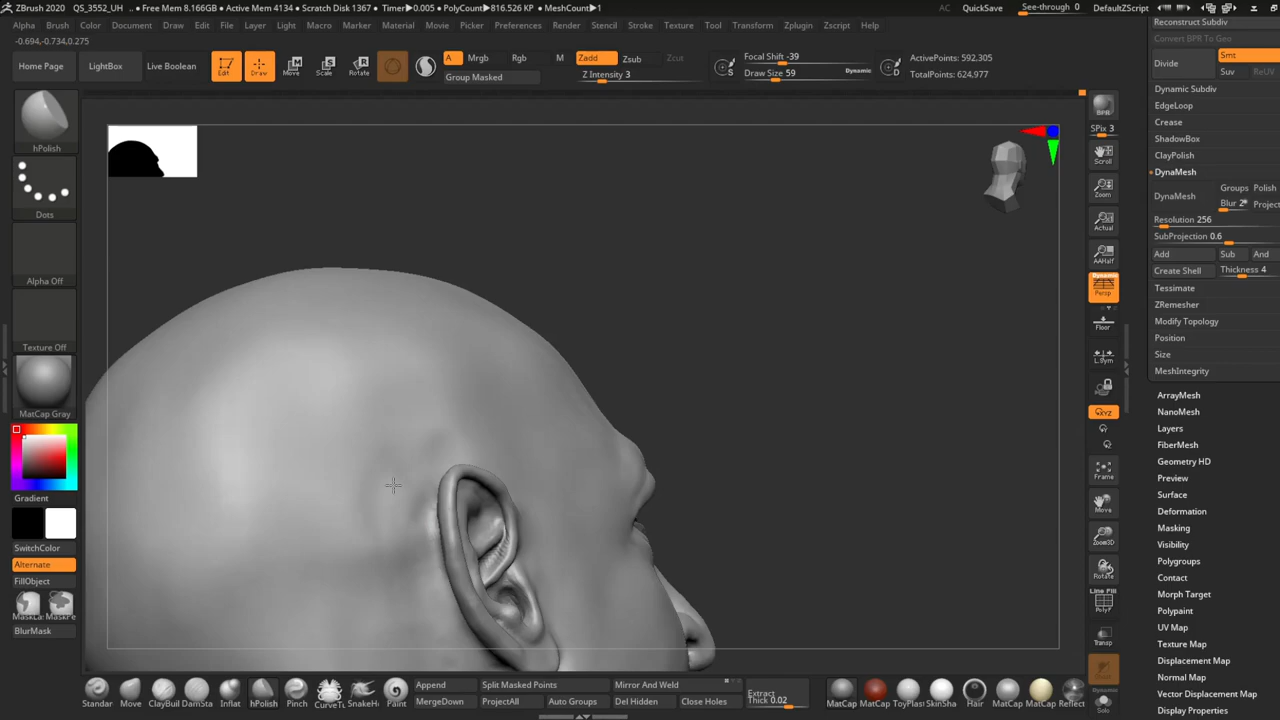 ZBrush 2020 QS_3552_UH • Free Mem 8.166GB • Active Mem 4134 • Scratch Disk 1367 • Timer▶0.005 • PolyCount▶816.526 KP • MeshCount▶1
AC QuickSave See-through 0 DefaultZScript
Alpha Brush Color Document Draw Edit File Layer Light Macro Marker Material Movie Picker Preferences Render Stencil Stroke Texture Tool Transform Zplugin Zscript
-0.694,-0.734,0.275
Home Page LightBox Live Boolean
Edit Draw Move Scale Rotate
A Mrgb Rgb M
Group Masked
Zadd Zsub Zcut
Z Intensity 3
S Focal Shift -39
Draw Size 59 Dynamic
D ActivePoints: 592,305
TotalPoints: 624,977
hPolish
Dots
Alpha Off
Texture Off
MatCap Gray
Gradient
SwitchColor
Alternate
FillObject
MaskLa MaskPe
BlurMask
BPR
SPix 3
Scroll
Zoom
Actual
AAHalf
Dynamic
Persp
Floor
L.Sym
XYZ
Frame
Move
Zoom3D
Rotate
Line Fill
PolyF
Transp
Dynamic
Solo
Reconstruct Subdiv
Convert BPR To Geo
Divide Smt
Suv ReUV
Dynamic Subdiv
EdgeLoop
Crease
ShadowBox
ClayPolish
DynaMesh
Groups Polish
DynaMesh
Blur 2 Project
Resolution 256
SubProjection 0.6
Add Sub And
Create Shell Thickness 4
Tessimate
ZRemesher
Modify Topology
Position
Size
MeshIntegrity
ArrayMesh
NanoMesh
Layers
FiberMesh
Geometry HD
Preview
Surface
Deformation
Masking
Visibility
Polygroups
Contact
Morph Target
Polypaint
UV Map
Texture Map
Displacement Map
Normal Map
Vector Displacement Map
Display Properties
Standar Move ClayBuil DamSta Inflat hPolish Pinch CurveTu SnakeH Paint
Append Split Masked Points Mirror And Weld
MergeDown ProjectAll Auto Groups Del Hidden Close Holes
Extract
Thick 0.02
MatCap MatCap ToyPlas SkinSha Hair MatCap MatCap Reflect